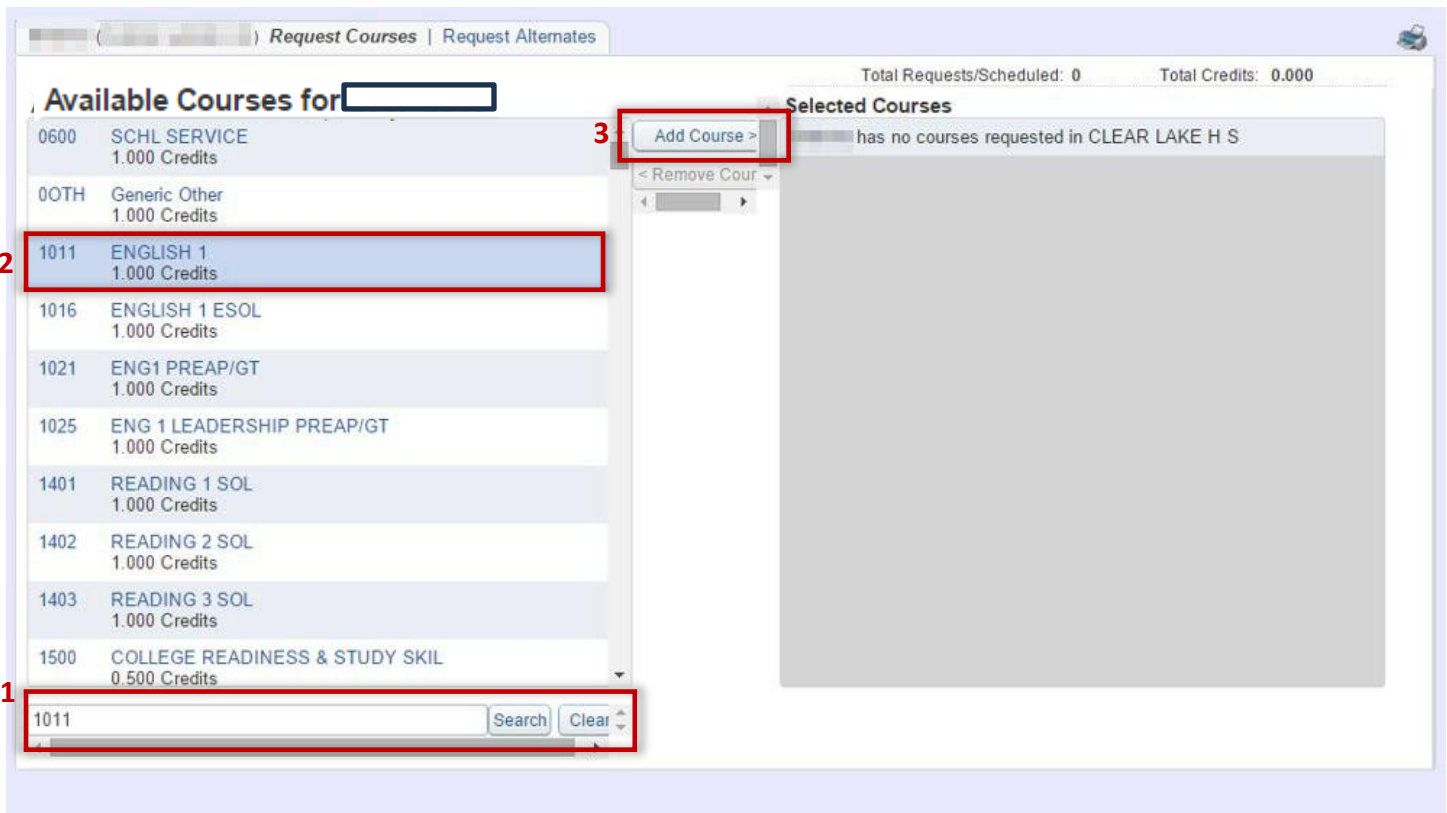 ( ) Request Courses | Request Alternates
Total Requests/Scheduled: 0 Total Credits: 0.000
Available Courses for
Selected Courses
3
Add Course >
has no courses requested in CLEAR LAKE H S
< Remove Cour
0600 SCHL SERVICE
1.000 Credits
0OTH Generic Other
1.000 Credits
2
1011 ENGLISH 1
1.000 Credits
1016 ENGLISH 1 ESOL
1.000 Credits
1021 ENG1 PREAP/GT
1.000 Credits
1025 ENG 1 LEADERSHIP PREAP/GT
1.000 Credits
1401 READING 1 SOL
1.000 Credits
1402 READING 2 SOL
1.000 Credits
1403 READING 3 SOL
1.000 Credits
1500 COLLEGE READINESS & STUDY SKIL
0.500 Credits
1
1011 Search Clear